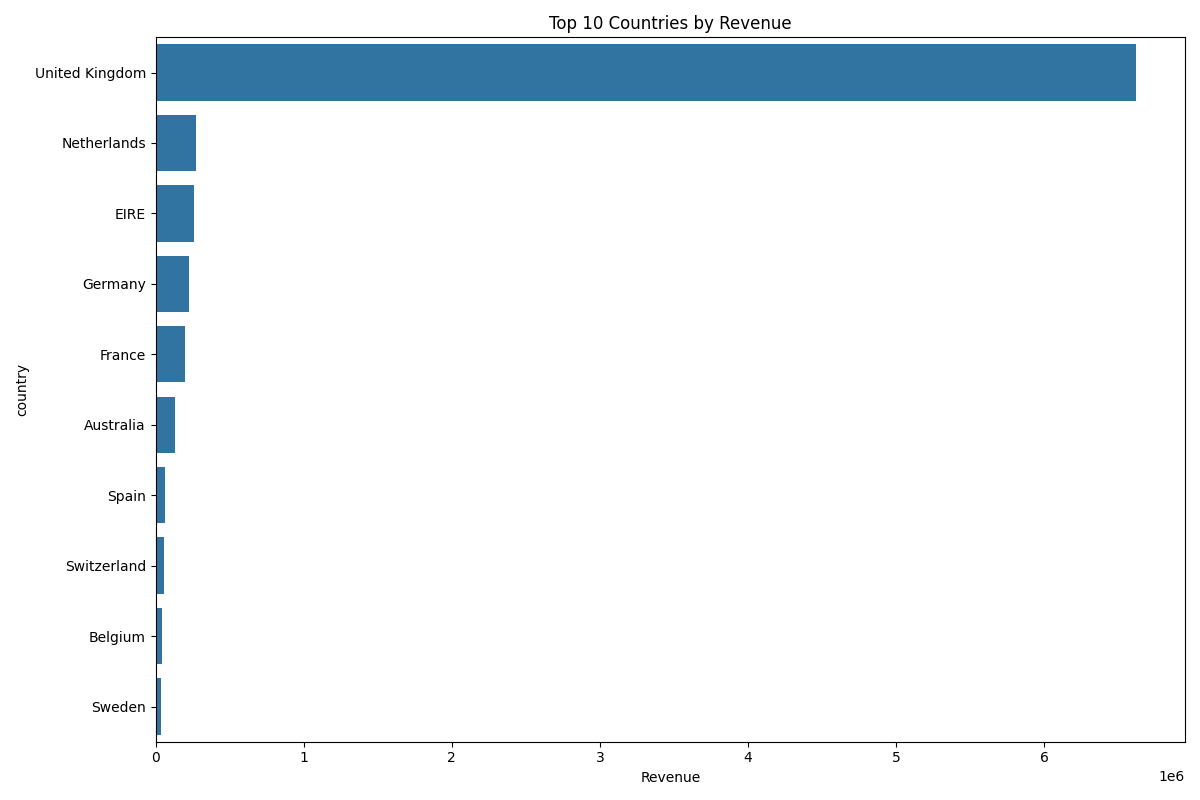 Top 10 Countries by Revenue
United Kingdom
Netherlands
EIRE
Germany
France
Australia
Spain
Switzerland
Belgium
Sweden
country
0 1 2 3 4 5 6
Revenue
1e6